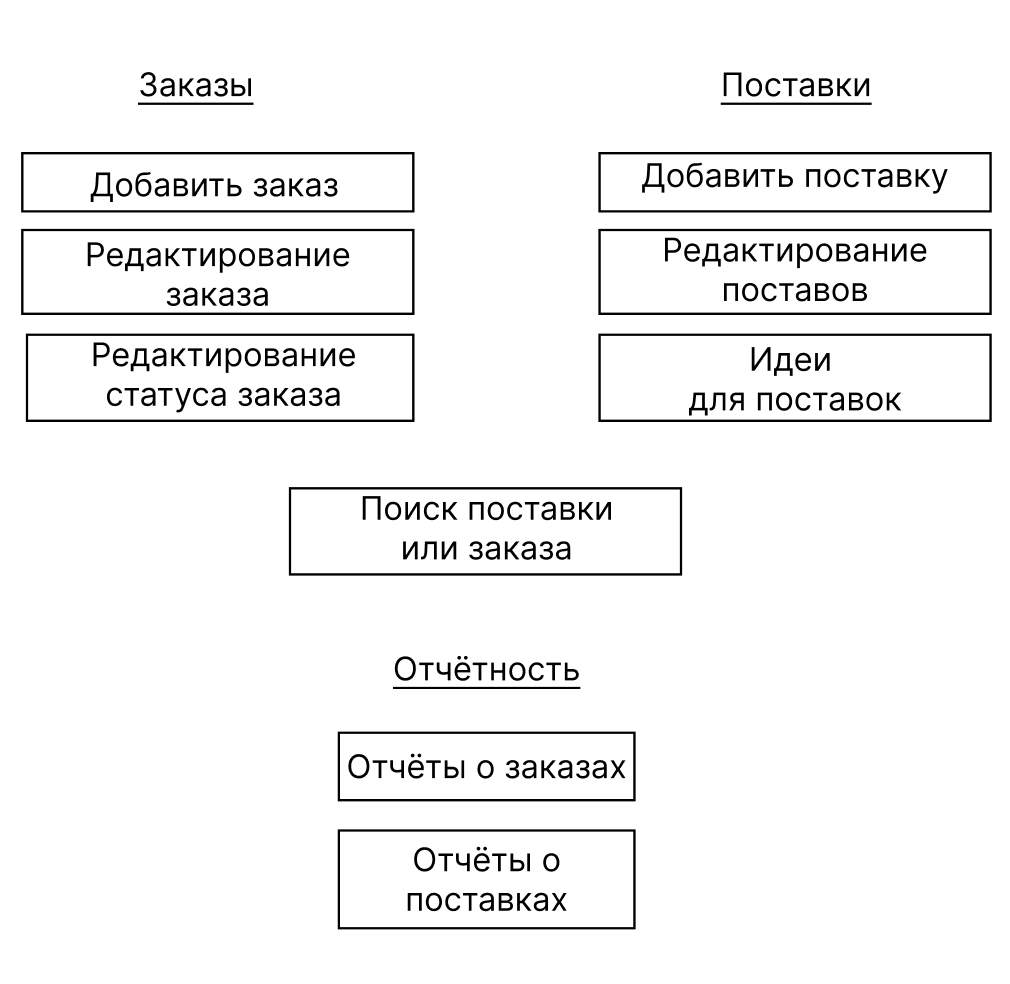 Заказы
Добавить заказ
Редактирование
заказа
Редактирование
статуса заказа
Поставки
Добавить поставку
Редактирование
поставов
Идеи
для поставок
Поиск поставки
или заказа
Отчётность
Отчёты о заказах
Отчёты о
поставках